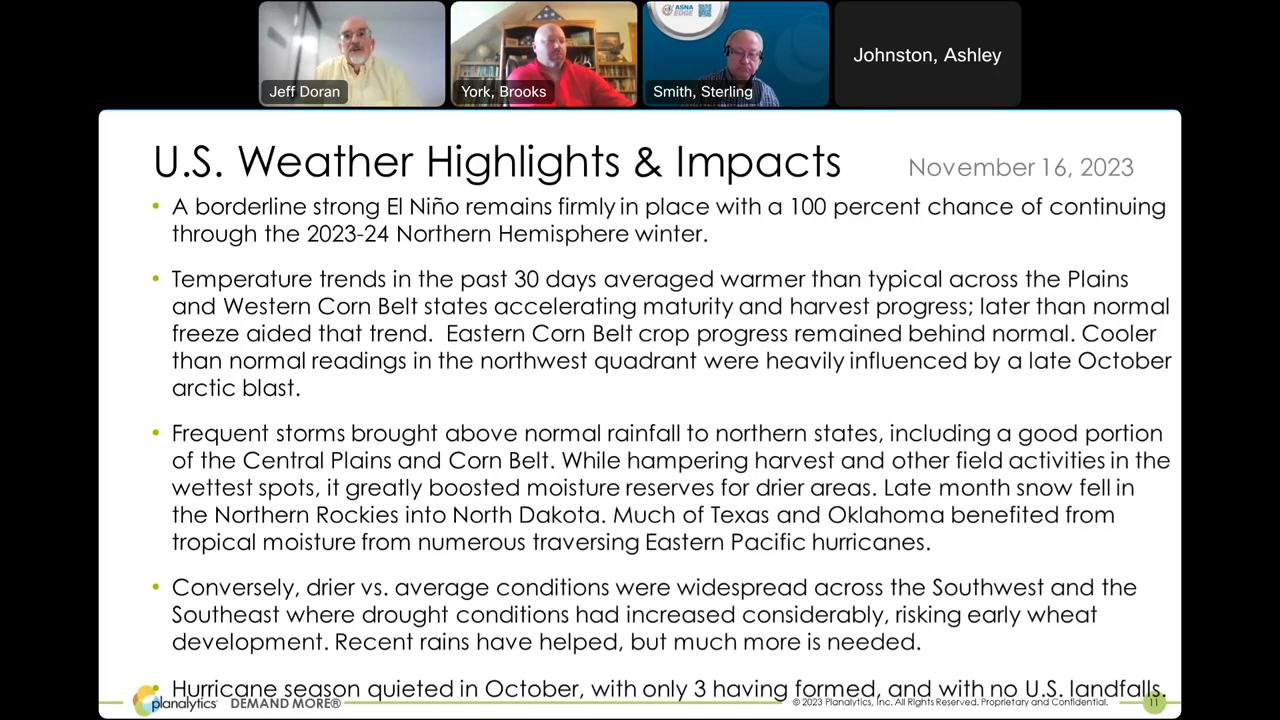 ASNA
EDGE
Jeff Doran
York, Brooks
Smith, Sterling
Johnston, Ashley
U.S. Weather Highlights & Impacts
November 16, 2023
• A borderline strong El Niño remains firmly in place with a 100 percent chance of continuing
through the 2023-24 Northern Hemisphere winter.
• Temperature trends in the past 30 days averaged warmer than typical across the Plains
and Western Corn Belt states accelerating maturity and harvest progress; later than normal
freeze aided that trend. Eastern Corn Belt crop progress remained behind normal. Cooler
than normal readings in the northwest quadrant were heavily influenced by a late October
arctic blast.
• Frequent storms brought above normal rainfall to northern states, including a good portion
of the Central Plains and Corn Belt. While hampering harvest and other field activities in the
wettest spots, it greatly boosted moisture reserves for drier areas. Late month snow fell in
the Northern Rockies into North Dakota. Much of Texas and Oklahoma benefited from
tropical moisture from numerous traversing Eastern Pacific hurricanes.
• Conversely, drier vs. average conditions were widespread across the Southwest and the
Southeast where drought conditions had increased considerably, risking early wheat
development. Recent rains have helped, but much more is needed.
• Hurricane season quieted in October, with only 3 having formed, and with no U.S. landfalls.
planalytics DEMAND MORE®
© 2023 Planalytics, Inc. All Rights Reserved. Proprietary and Confidential.
11